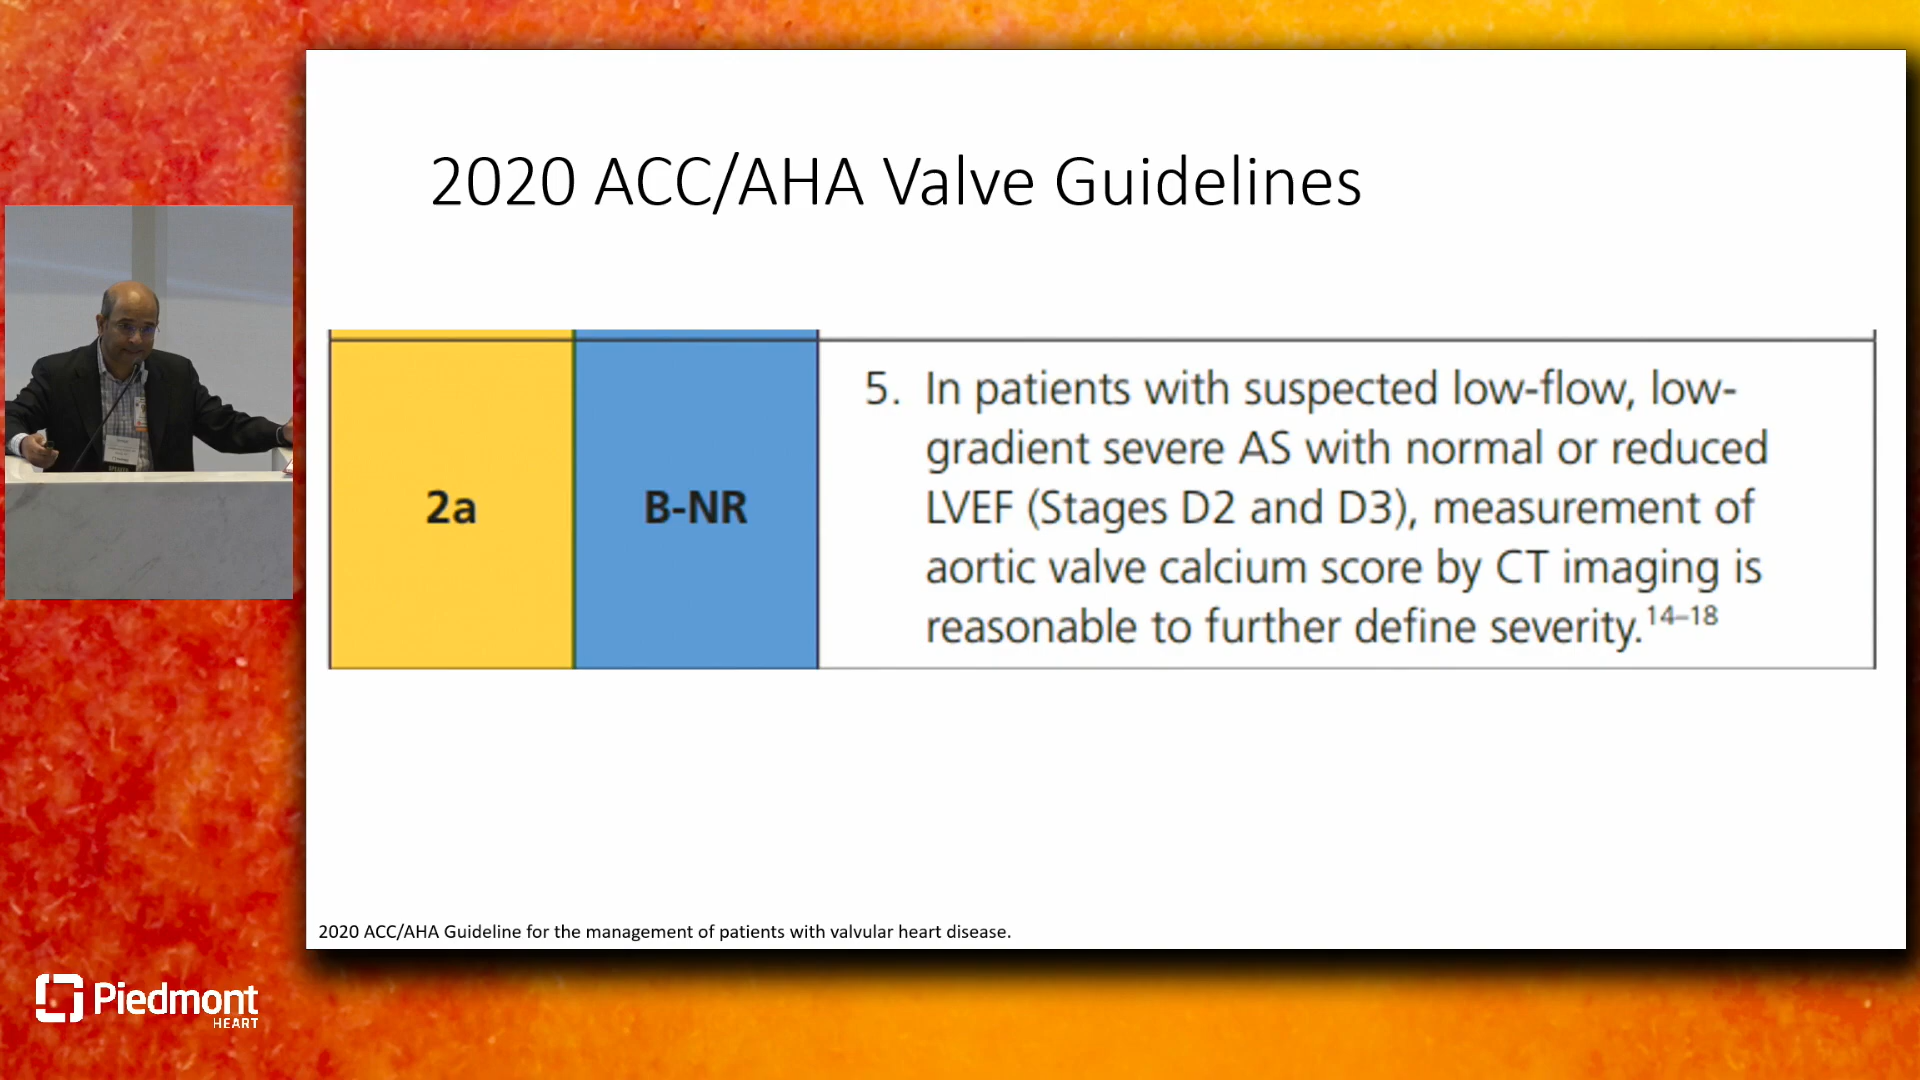 2020 ACC/AHA Valve Guidelines
2a
B-NR
5. In patients with suspected low-flow, low-
gradient severe AS with normal or reduced
LVEF (Stages D2 and D3), measurement of
aortic valve calcium score by CT imaging is
reasonable to further define severity.14–18
2020 ACC/AHA Guideline for the management of patients with valvular heart disease.
Piedmont
HEART